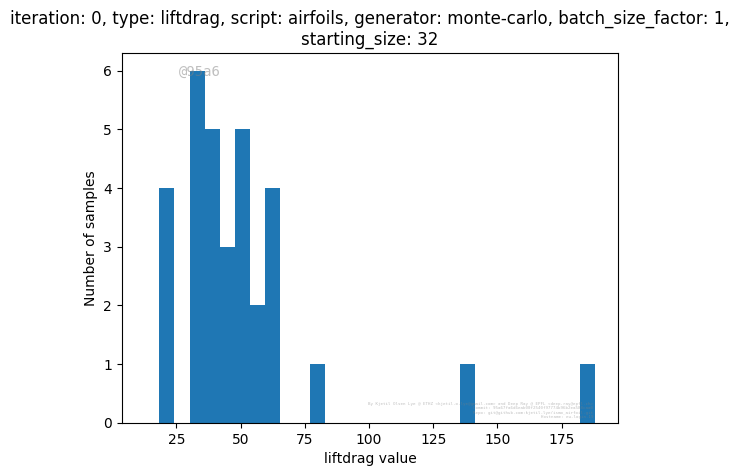 iteration: 0, type: liftdrag, script: airfoils, generator: monte-carlo, batch_size_factor: 1,
starting_size: 32
@95a6
6
5
4
3
2
1
0
Number of samples
25 50 75 100 125 150 175
liftdrag value